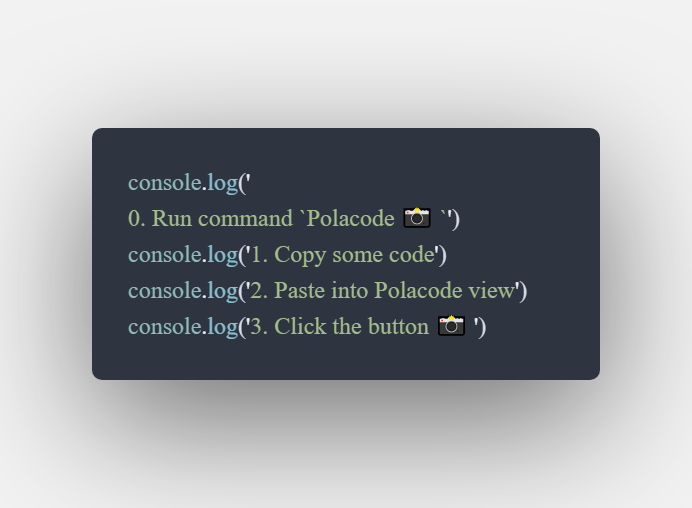 console.log('
0. Run command `Polacode 📸 `')
console.log('1. Copy some code')
console.log('2. Paste into Polacode view')
console.log('3. Click the button 📸 ')